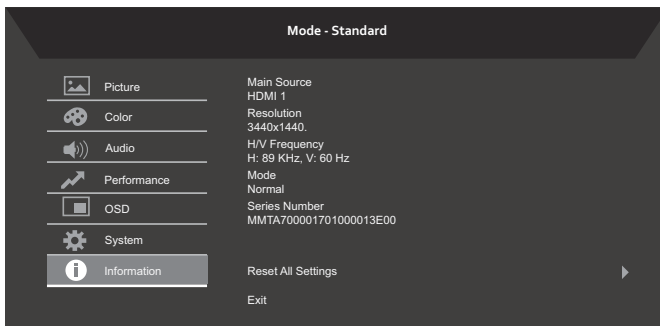 Mode - Standard
Picture
Color
Audio
Performance
OSD
System
Information
Main Source
HDMI 1
Resolution
3440x1440.
H/V Frequency
H: 89 KHz, V: 60 Hz
Mode
Normal
Series Number
MMTA700001701000013E00
Reset All Settings
Exit